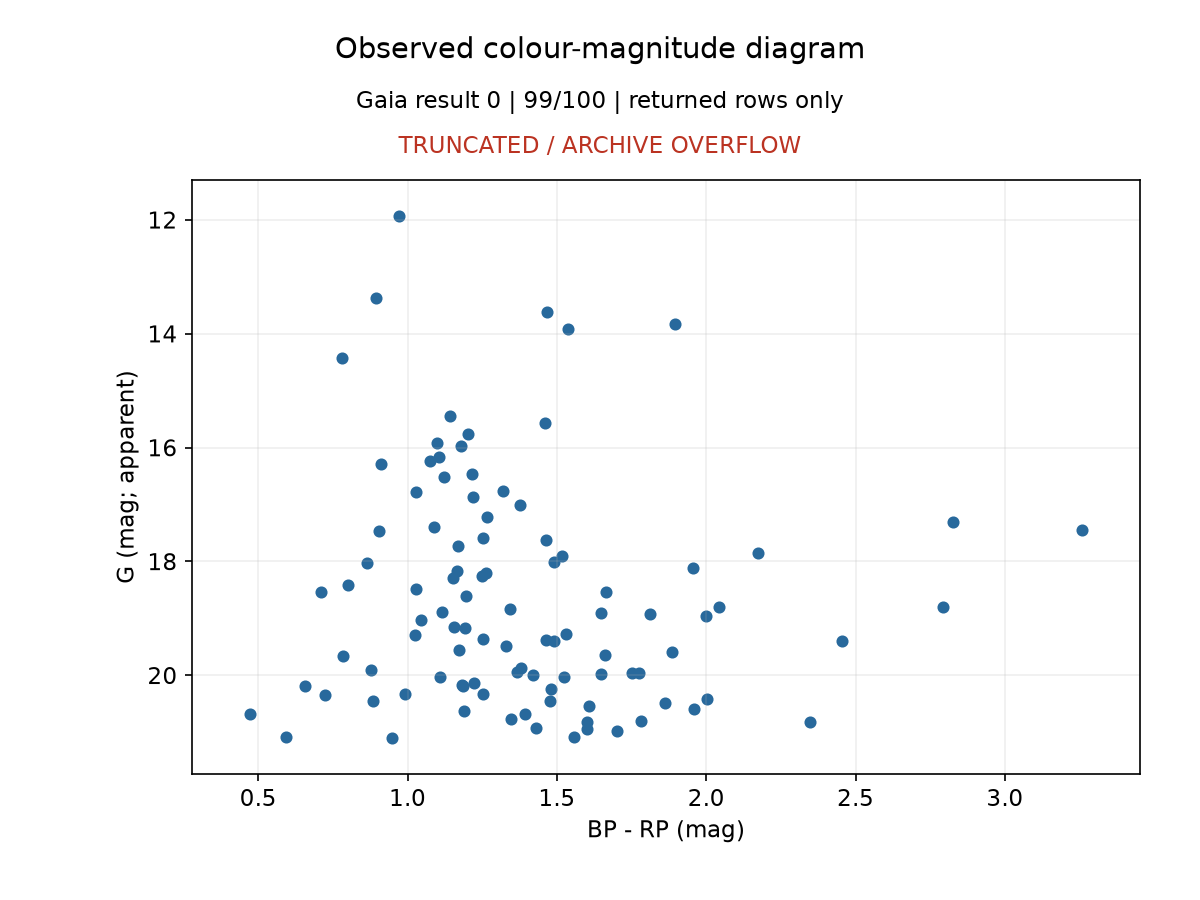 Observed colour-magnitude diagram
Gaia result 0 | 99/100 | returned rows only
TRUNCATED / ARCHIVE OVERFLOW
12
14
16
18
20
G (mag; apparent)
0.5 1.0 1.5 2.0 2.5 3.0
BP - RP (mag)